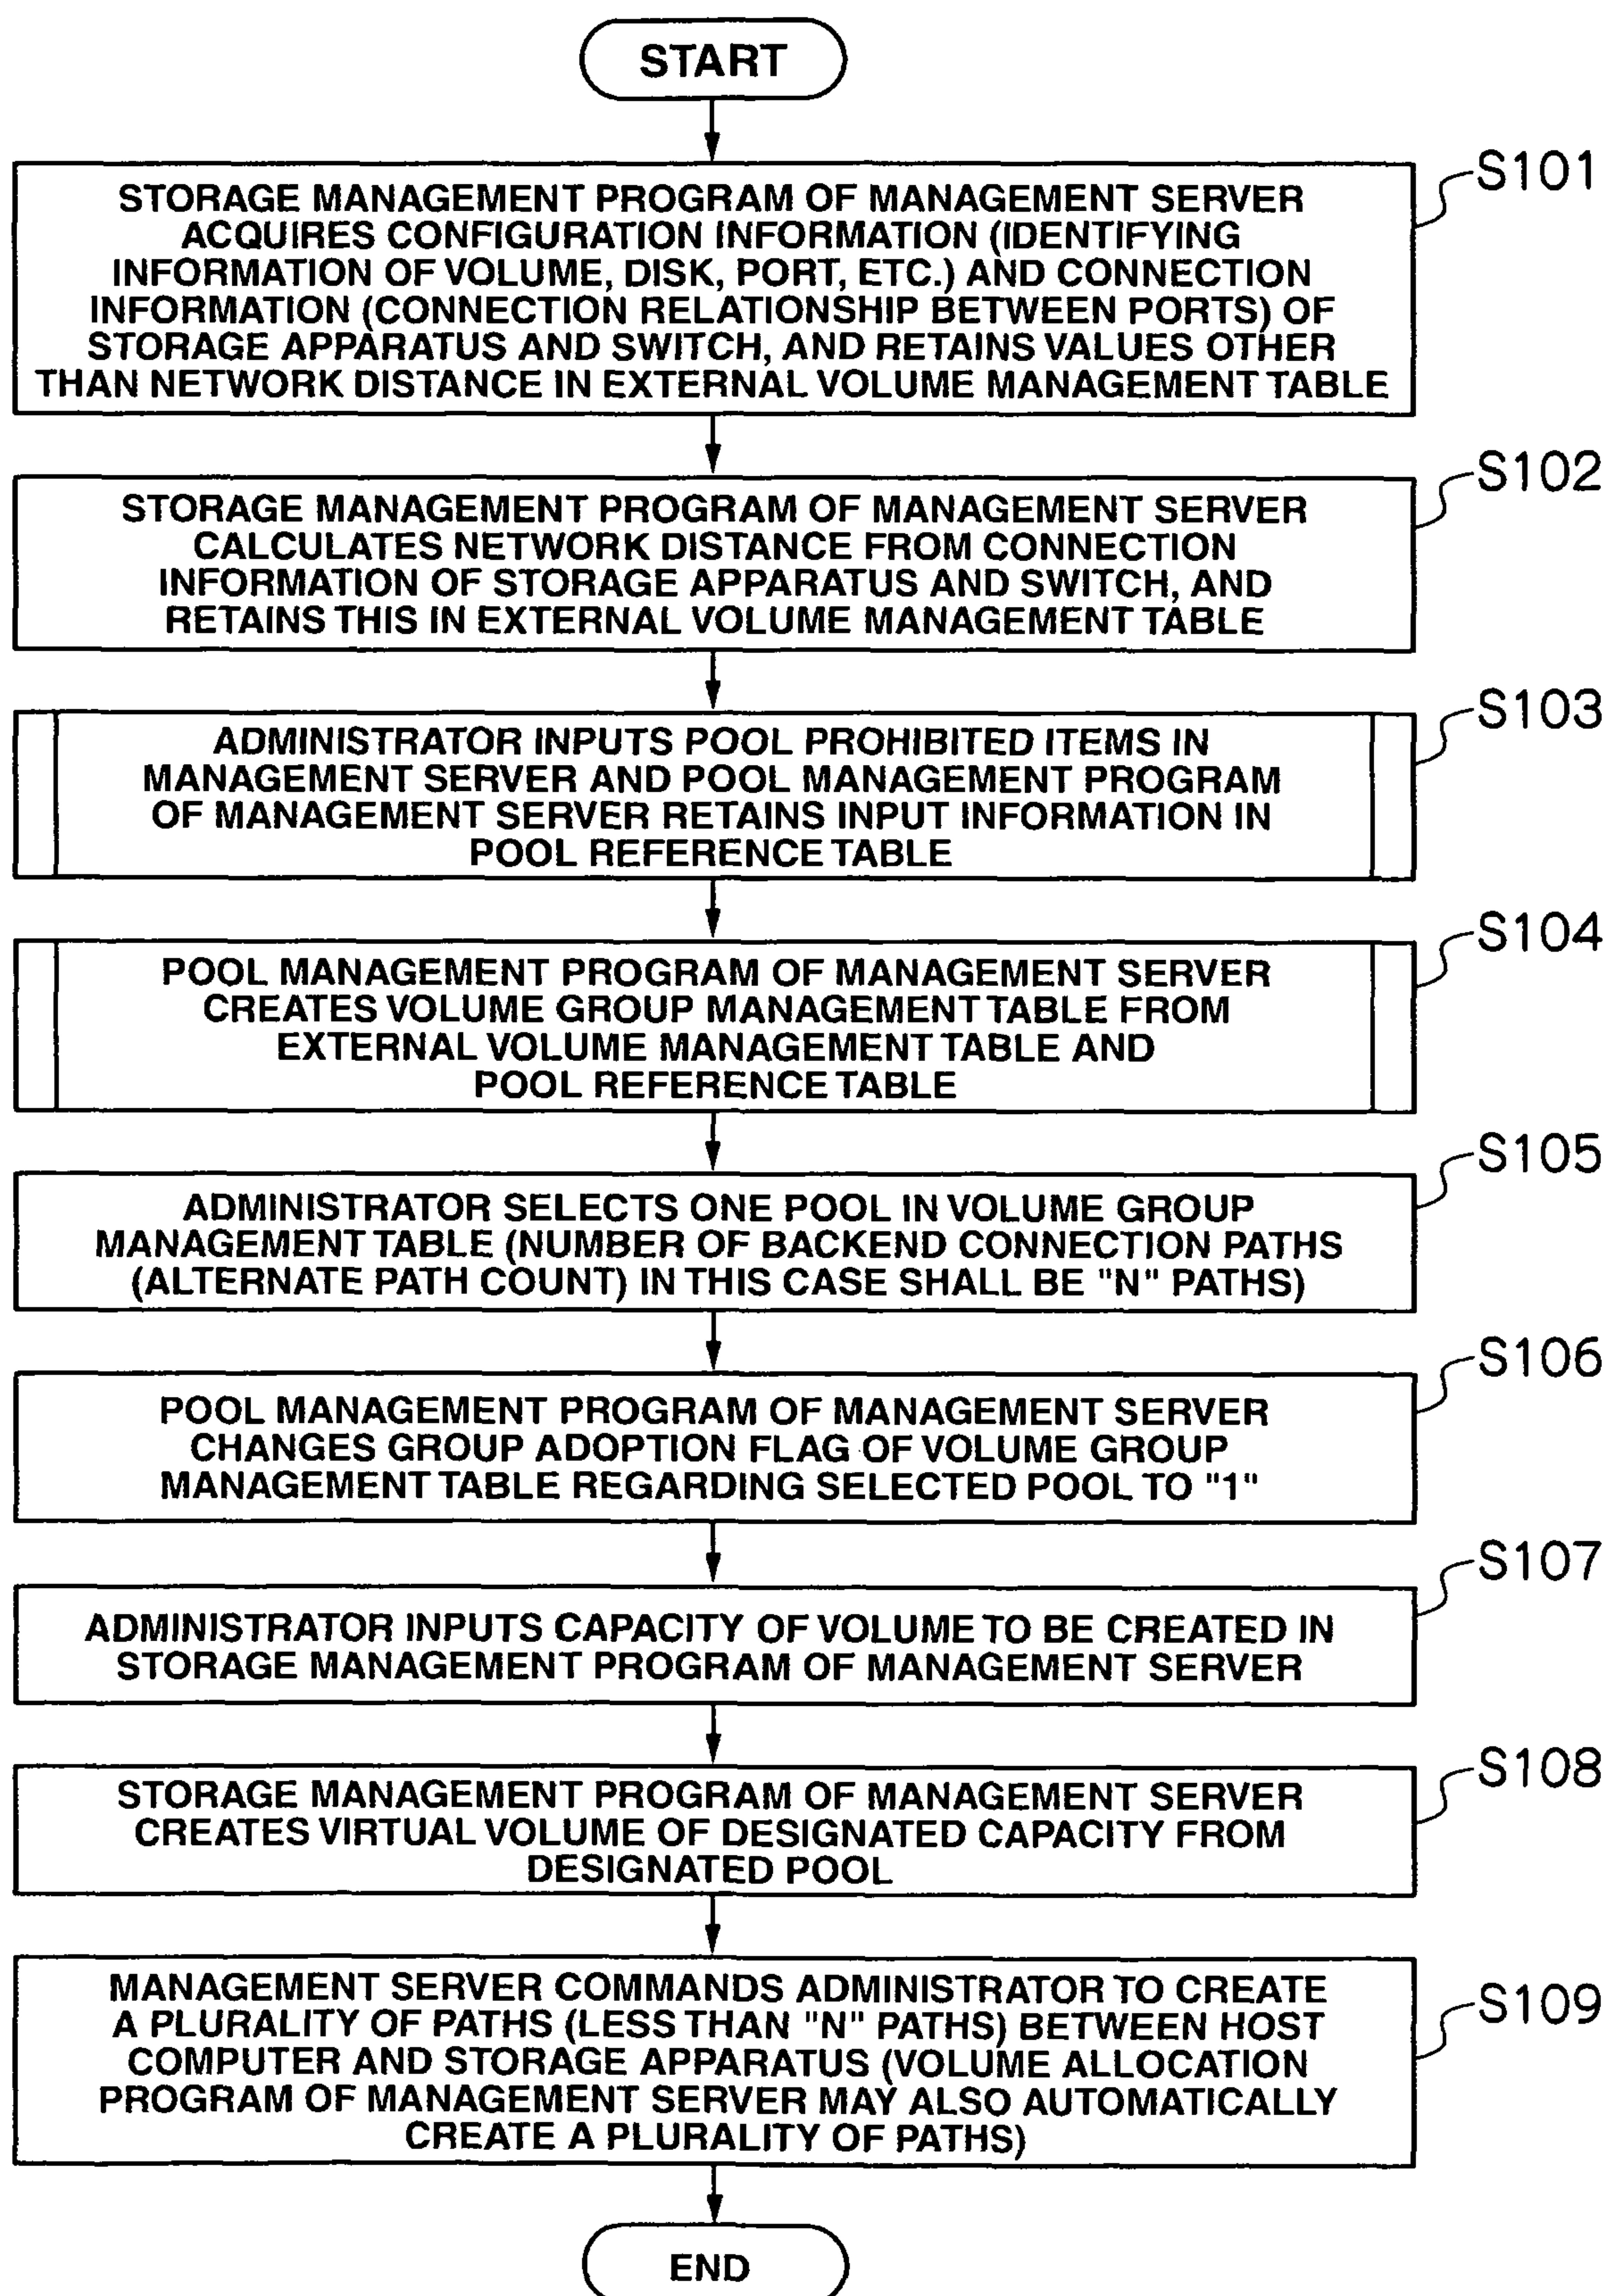 START
S101
STORAGE MANAGEMENT PROGRAM OF MANAGEMENT SERVER
ACQUIRES CONFIGURATION INFORMATION (IDENTIFYING
INFORMATION OF VOLUME, DISK, PORT, ETC.) AND CONNECTION
INFORMATION (CONNECTION RELATIONSHIP BETWEEN PORTS) OF
STORAGE APPARATUS AND SWITCH, AND RETAINS VALUES OTHER
THAN NETWORK DISTANCE IN EXTERNAL VOLUME MANAGEMENT TABLE
S102
STORAGE MANAGEMENT PROGRAM OF MANAGEMENT SERVER
CALCULATES NETWORK DISTANCE FROM CONNECTION
INFORMATION OF STORAGE APPARATUS AND SWITCH, AND
RETAINS THIS IN EXTERNAL VOLUME MANAGEMENT TABLE
S103
ADMINISTRATOR INPUTS POOL PROHIBITED ITEMS IN
MANAGEMENT SERVER AND POOL MANAGEMENT PROGRAM
OF MANAGEMENT SERVER RETAINS INPUT INFORMATION IN
POOL REFERENCE TABLE
S104
POOL MANAGEMENT PROGRAM OF MANAGEMENT SERVER
CREATES VOLUME GROUP MANAGEMENT TABLE FROM
EXTERNAL VOLUME MANAGEMENT TABLE AND
POOL REFERENCE TABLE
S105
ADMINISTRATOR SELECTS ONE POOL IN VOLUME GROUP
MANAGEMENT TABLE (NUMBER OF BACKEND CONNECTION PATHS
(ALTERNATE PATH COUNT) IN THIS CASE SHALL BE "N" PATHS)
S106
POOL MANAGEMENT PROGRAM OF MANAGEMENT SERVER
CHANGES GROUP ADOPTION FLAG OF VOLUME GROUP
MANAGEMENT TABLE REGARDING SELECTED POOL TO "1"
S107
ADMINISTRATOR INPUTS CAPACITY OF VOLUME TO BE CREATED IN
STORAGE MANAGEMENT PROGRAM OF MANAGEMENT SERVER
S108
STORAGE MANAGEMENT PROGRAM OF MANAGEMENT SERVER
CREATES VIRTUAL VOLUME OF DESIGNATED CAPACITY FROM
DESIGNATED POOL
S109
MANAGEMENT SERVER COMMANDS ADMINISTRATOR TO CREATE
A PLURALITY OF PATHS (LESS THAN "N" PATHS) BETWEEN HOST
COMPUTER AND STORAGE APPARATUS (VOLUME ALLOCATION
PROGRAM OF MANAGEMENT SERVER MAY ALSO AUTOMATICALLY
CREATE A PLURALITY OF PATHS)
END